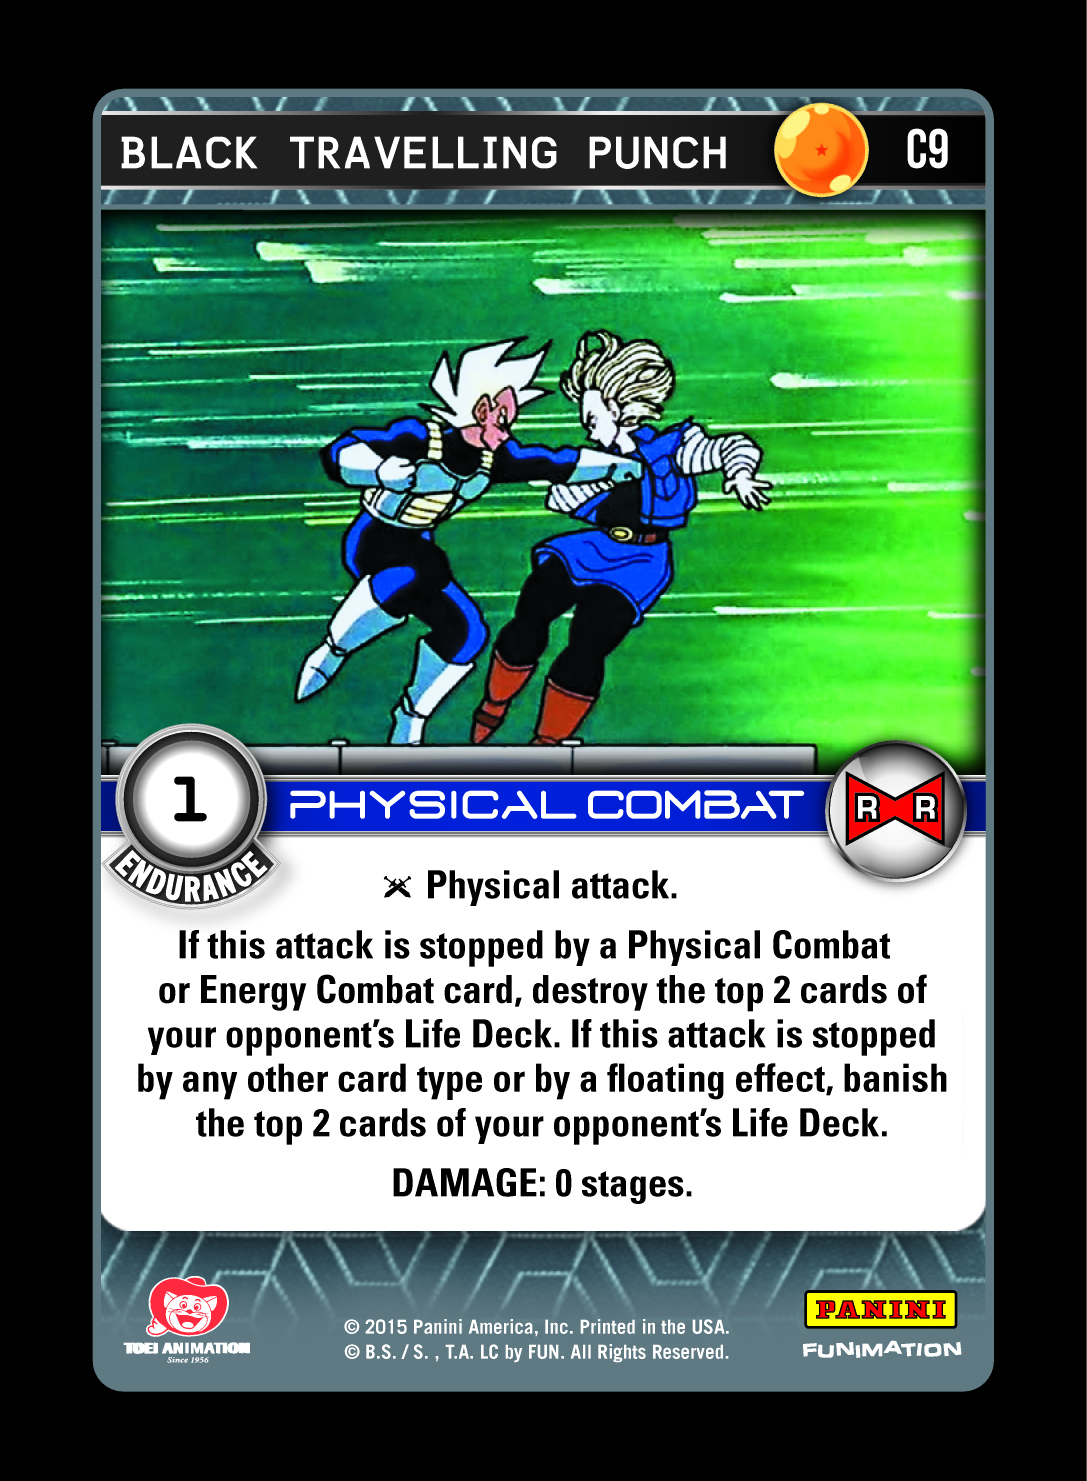 BLACK TRAVELLING PUNCH C9
1
ENDURANCE
PHYSICAL COMBAT
R R
Physical attack.
If this attack is stopped by a Physical Combat
or Energy Combat card, destroy the top 2 cards of
your opponent’s Life Deck. If this attack is stopped
by any other card type or by a floating effect, banish
the top 2 cards of your opponent’s Life Deck.
DAMAGE: 0 stages.
TOEI ANIMATION
Since 1956
© 2015 Panini America, Inc. Printed in the USA.
© B.S. / S. , T.A. LC by FUN. All Rights Reserved.
PANINI
FUNIMATION